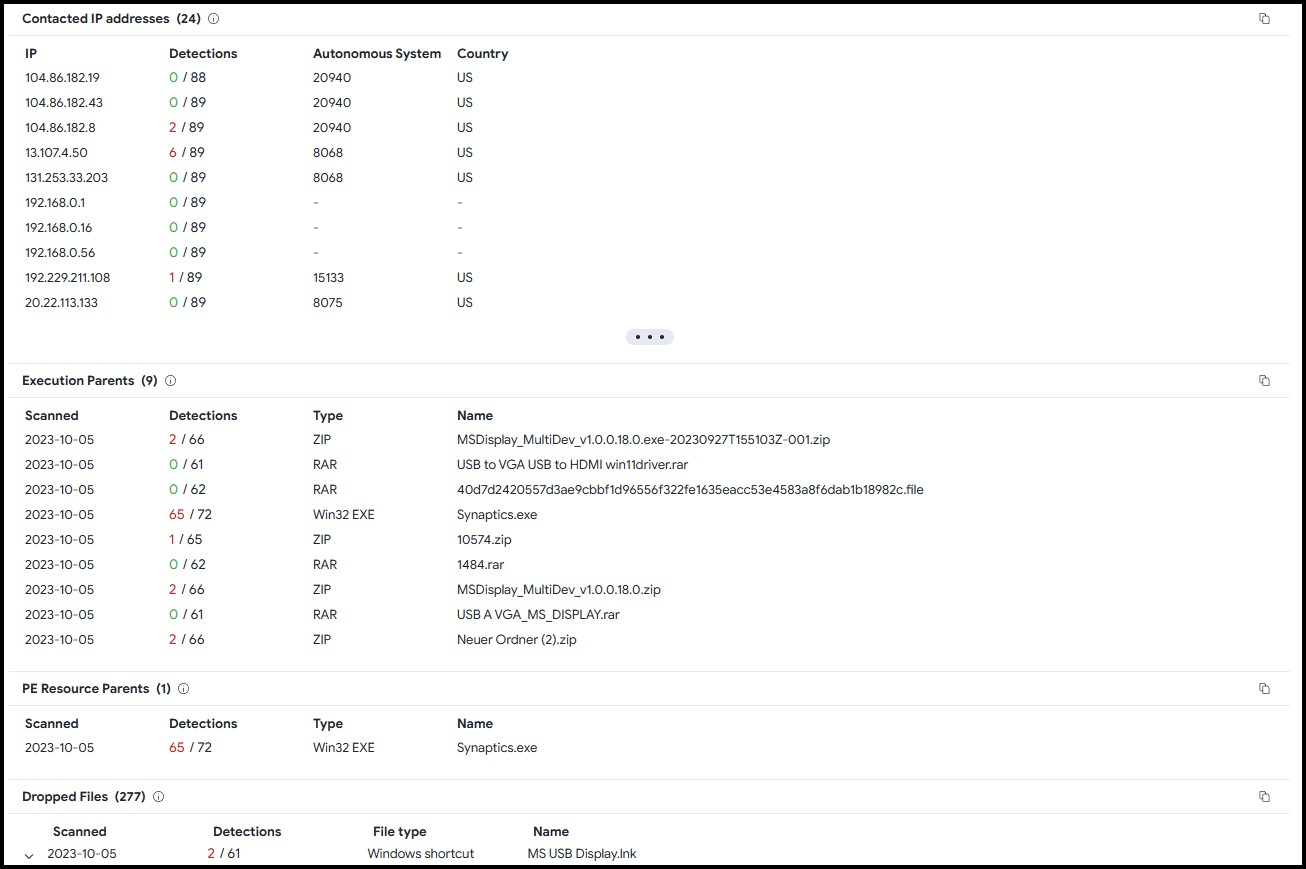 Contacted IP addresses (24)
IP Detections Autonomous System Country
104.86.182.19 0 / 88 20940 US
104.86.182.43 0 / 89 20940 US
104.86.182.8 2 / 89 20940 US
13.107.4.50 6 / 89 8068 US
131.253.33.203 0 / 89 8068 US
192.168.0.1 0 / 89 - -
192.168.0.16 0 / 89 - -
192.168.0.56 0 / 89 - -
192.229.211.108 1 / 89 15133 US
20.22.113.133 0 / 89 8075 US
Execution Parents (9)
Scanned Detections Type Name
2023-10-05 2 / 66 ZIP MSDisplay_MultiDev_v1.0.0.18.0.exe-20230927T155103Z-001.zip
2023-10-05 0 / 61 RAR USB to VGA USB to HDMI win11driver.rar
2023-10-05 0 / 62 RAR 40d7d2420557d3ae9cbbf1d96556f322fe1635eacc53e4583a8f6dab1b18982c.file
2023-10-05 65 / 72 Win32 EXE Synaptics.exe
2023-10-05 1 / 65 ZIP 10574.zip
2023-10-05 0 / 62 RAR 1484.rar
2023-10-05 2 / 66 ZIP MSDisplay_MultiDev_v1.0.0.18.0.zip
2023-10-05 0 / 61 RAR USB A VGA_MS_DISPLAY.rar
2023-10-05 2 / 66 ZIP Neuer Ordner (2).zip
PE Resource Parents (1)
Scanned Detections Type Name
2023-10-05 65 / 72 Win32 EXE Synaptics.exe
Dropped Files (277)
Scanned Detections File type Name
2023-10-05 2 / 61 Windows shortcut MS USB Display.lnk